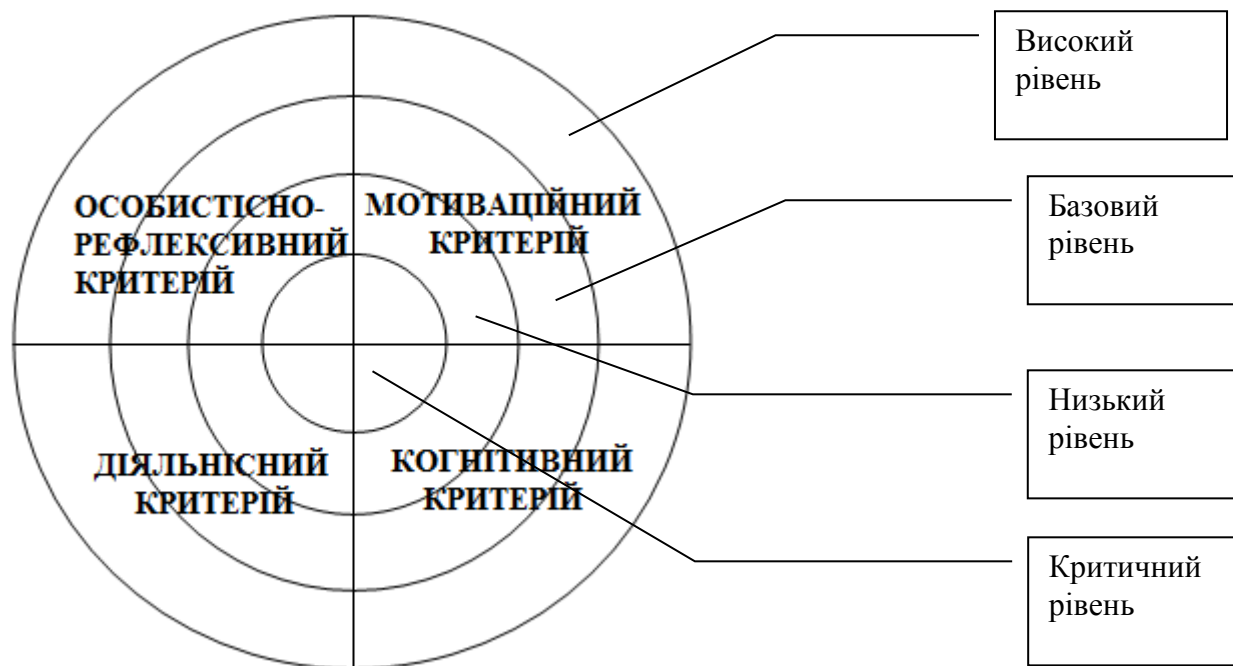 Високий
рівень
ОСОБИСТІСНО-
РЕФЛЕКСИВНИЙ
КРИТЕРІЙ
МОТИВАЦІЙНИЙ
КРИТЕРІЙ
Базовий
рівень
Низький
рівень
ДІЯЛЬНІСНИЙ
КРИТЕРІЙ
КОГНІТИВНИЙ
КРИТЕРІЙ
Критичний
рівень